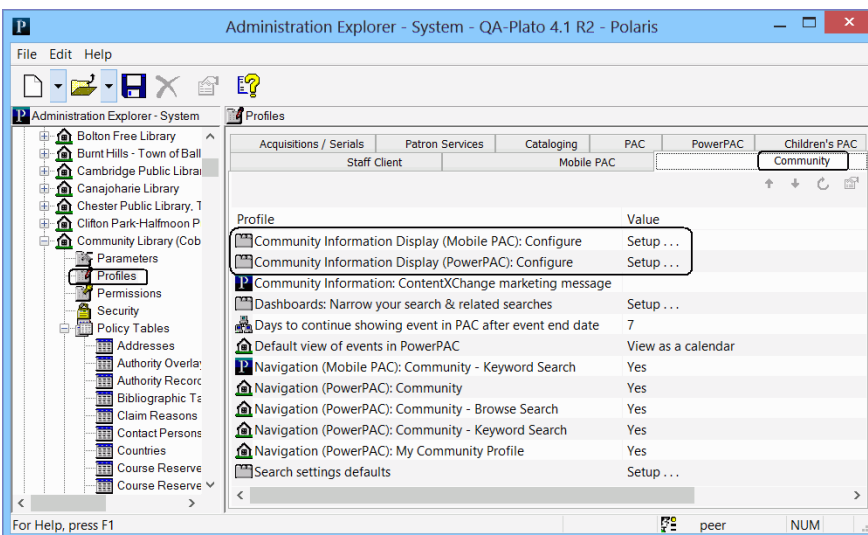 Administration Explorer - System - QA-Plato 4.1 R2 - Polaris
File Edit Help
Administration Explorer - System
Bolton Free Library
Burnt Hills - Town of Ball
Cambridge Public Librar
Canajoharie Library
Chester Public Library, T
Clifton Park-Halfmoon P
Community Library (Cob
Parameters
Profiles
Permissions
Security
Policy Tables
Addresses
Authority Overlay
Authority Record
Bibliographic Ta
Claim Reasons
Contact Persons
Countries
Course Reserve
Course Reserve
Profiles
Acquisitions / Serials Patron Services Cataloging PAC PowerPAC Children's PAC
Staff Client Mobile PAC Community
Profile Value
Community Information Display (Mobile PAC): Configure Setup . . .
Community Information Display (PowerPAC): Configure Setup . . .
Community Information: ContentXChange marketing message
Dashboards: Narrow your search & related searches Setup . . .
Days to continue showing event in PAC after event end date 7
Default view of events in PowerPAC View as a calendar
Navigation (Mobile PAC): Community - Keyword Search Yes
Navigation (PowerPAC): Community Yes
Navigation (PowerPAC): Community - Browse Search Yes
Navigation (PowerPAC): Community - Keyword Search Yes
Navigation (PowerPAC): My Community Profile Yes
Search settings defaults Setup . . .
For Help, press F1 peer NUM